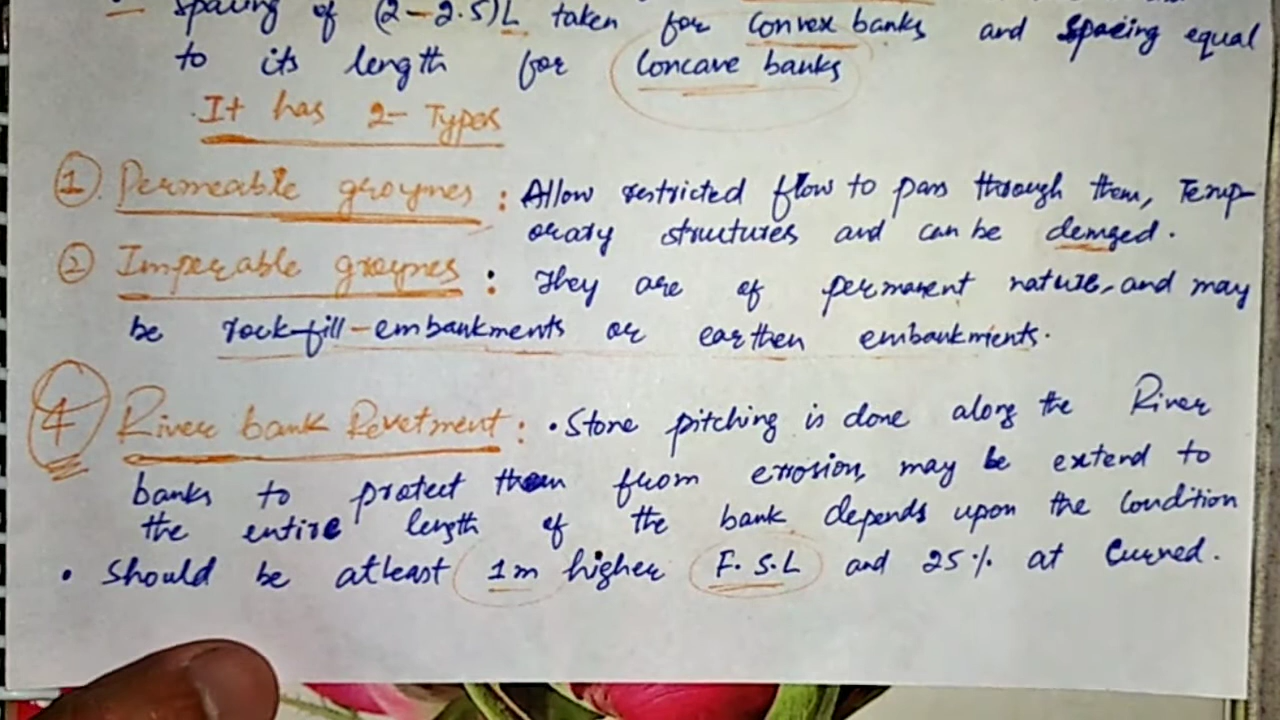 spacing of (2-2.5)L taken for convex banks and spacing equal
to its length for Concave banks
It has 2- Types
① Permeable groynes : Allow restricted flow to pass through them, Temp-
orary structures and can be demged.
② Imperable groynes : They are of permanent nature, and may
be rock-fill-embankments or earthen embankments.
4 River bank Revetment : • Stone pitching is done along the River
banks to protect them from errosion, may be extend to
the entire length of the bank depends upon the Condition
• Should be atleast 1m higher F.S.L and 25% at Curned.